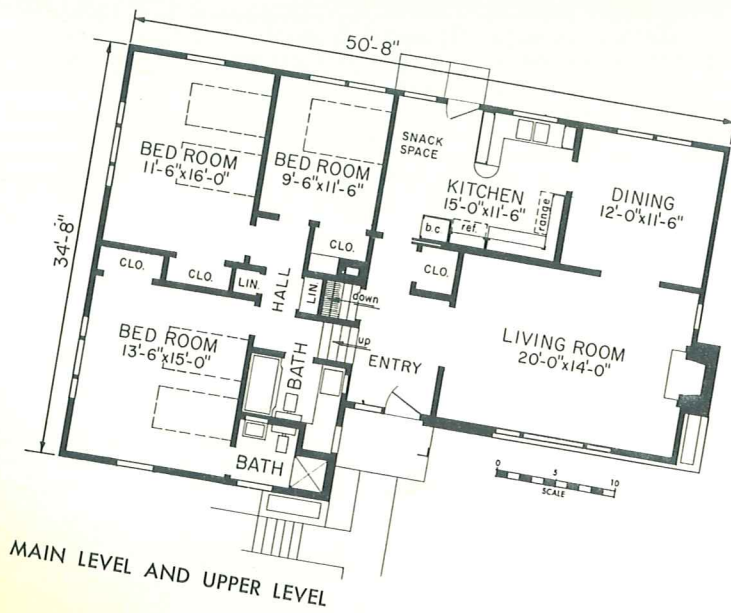 50'-8"
34'-8"
BED ROOM
11'-6"x16'-0"
BED ROOM
9'-6"x11'-6"
SNACK
SPACE
KITCHEN
15'-0"x11'-6"
range
b.c.
ref.
DINING
12'-0"x11'-6"
CLO.
CLO.
CLO.
LIN.
HALL
LIN.
down
CLO.
up
BED ROOM
13'-6"x15'-0"
BATH
ENTRY
LIVING ROOM
20'-0"x14'-0"
BATH
0 5 10
SCALE
MAIN LEVEL AND UPPER LEVEL